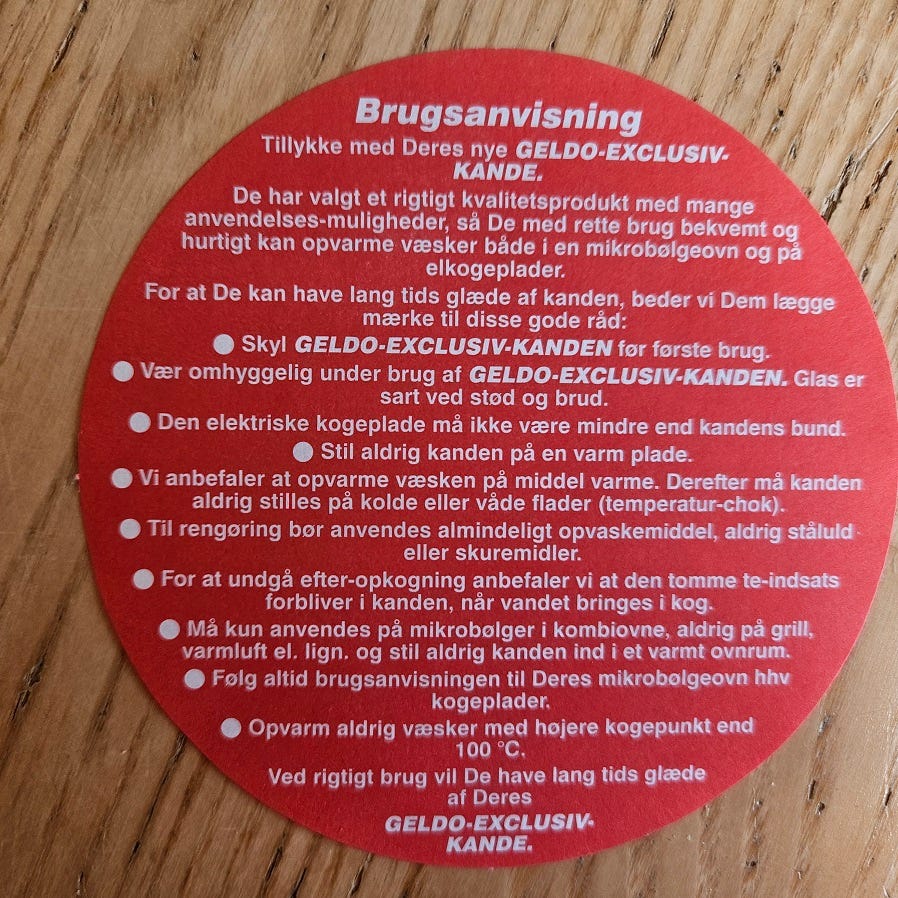 Brugsanvisning
Tillykke med Deres nye GELDO-EXCLUSIV-
KANDE.
De har valgt et rigtigt kvalitetsprodukt med mange
anvendelses-muligheder, så De med rette brug bekvemt og
hurtigt kan opvarme væsker både i en mikrobølgeovn og på
elkogeplader.
For at De kan have lang tids glæde af kanden, beder vi Dem lægge
mærke til disse gode råd:
● Skyl GELDO-EXCLUSIV-KANDEN før første brug.
● Vær omhyggelig under brug af GELDO-EXCLUSIV-KANDEN. Glas er
sart ved stød og brud.
● Den elektriske kogeplade må ikke være mindre end kandens bund.
● Stil aldrig kanden på en varm plade.
● Vi anbefaler at opvarme væsken på middel varme. Derefter må kanden
aldrig stilles på kolde eller våde flader (temperatur-chok).
● Til rengøring bør anvendes almindeligt opvaskemiddel, aldrig ståluld
eller skuremidler.
● For at undgå efter-opkogning anbefaler vi at den tomme te-indsats
forbliver i kanden, når vandet bringes i kog.
● Må kun anvendes på mikrobølger i kombiovne, aldrig på grill,
varmluft el. lign. og stil aldrig kanden ind i et varmt ovnrum.
● Følg altid brugsanvisningen til Deres mikrobølgeovn hhv
kogeplader.
● Opvarm aldrig væsker med højere kogepunkt end
100 °C.
Ved rigtigt brug vil De have lang tids glæde
af Deres
GELDO-EXCLUSIV-
KANDE.